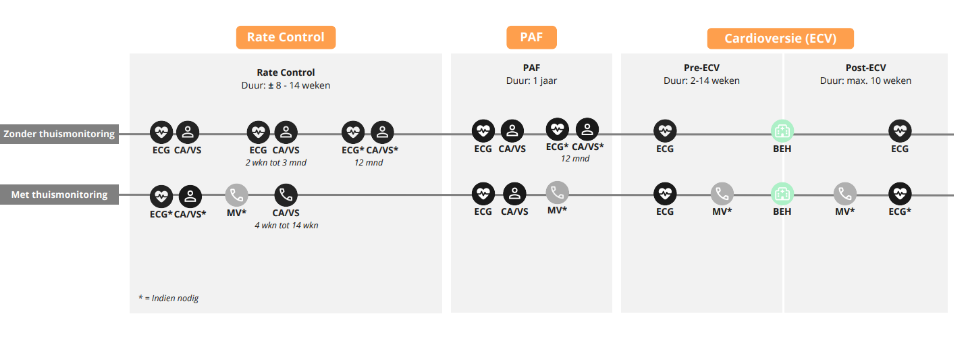 Rate Control
PAF
Cardioversie (ECV)
Rate Control
Duur: ± 8 - 14 weken
PAF
Duur: 1 jaar
Pre-ECV
Duur: 2-14 weken
Post-ECV
Duur: max. 10 weken
Zonder thuismonitoring
ECG CA/VS
ECG CA/VS
2 wkn tot 3 mnd
ECG* CA/VS*
12 mnd
ECG CA/VS
ECG* CA/VS*
12 mnd
ECG
BEH
ECG
Met thuismonitoring
ECG* CA/VS*
MV*
CA/VS
4 wkn tot 14 wkn
ECG CA/VS
MV*
ECG
MV*
BEH
MV*
ECG*
* = Indien nodig